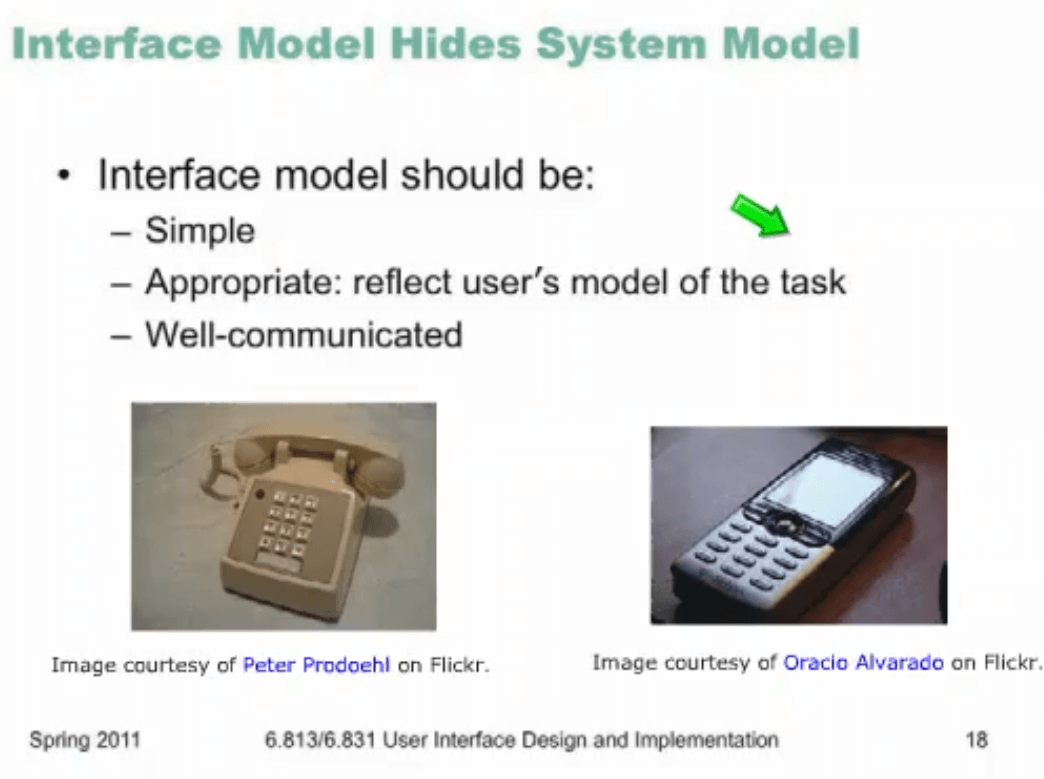 Interface Model Hides System Model
• Interface model should be:
– Simple
– Appropriate: reflect user’s model of the task
– Well-communicated
Image courtesy of Peter Prodoehl on Flickr.
Image courtesy of Oracio Alvarado on Flickr.
Spring 2011
6.813/6.831 User Interface Design and Implementation
18